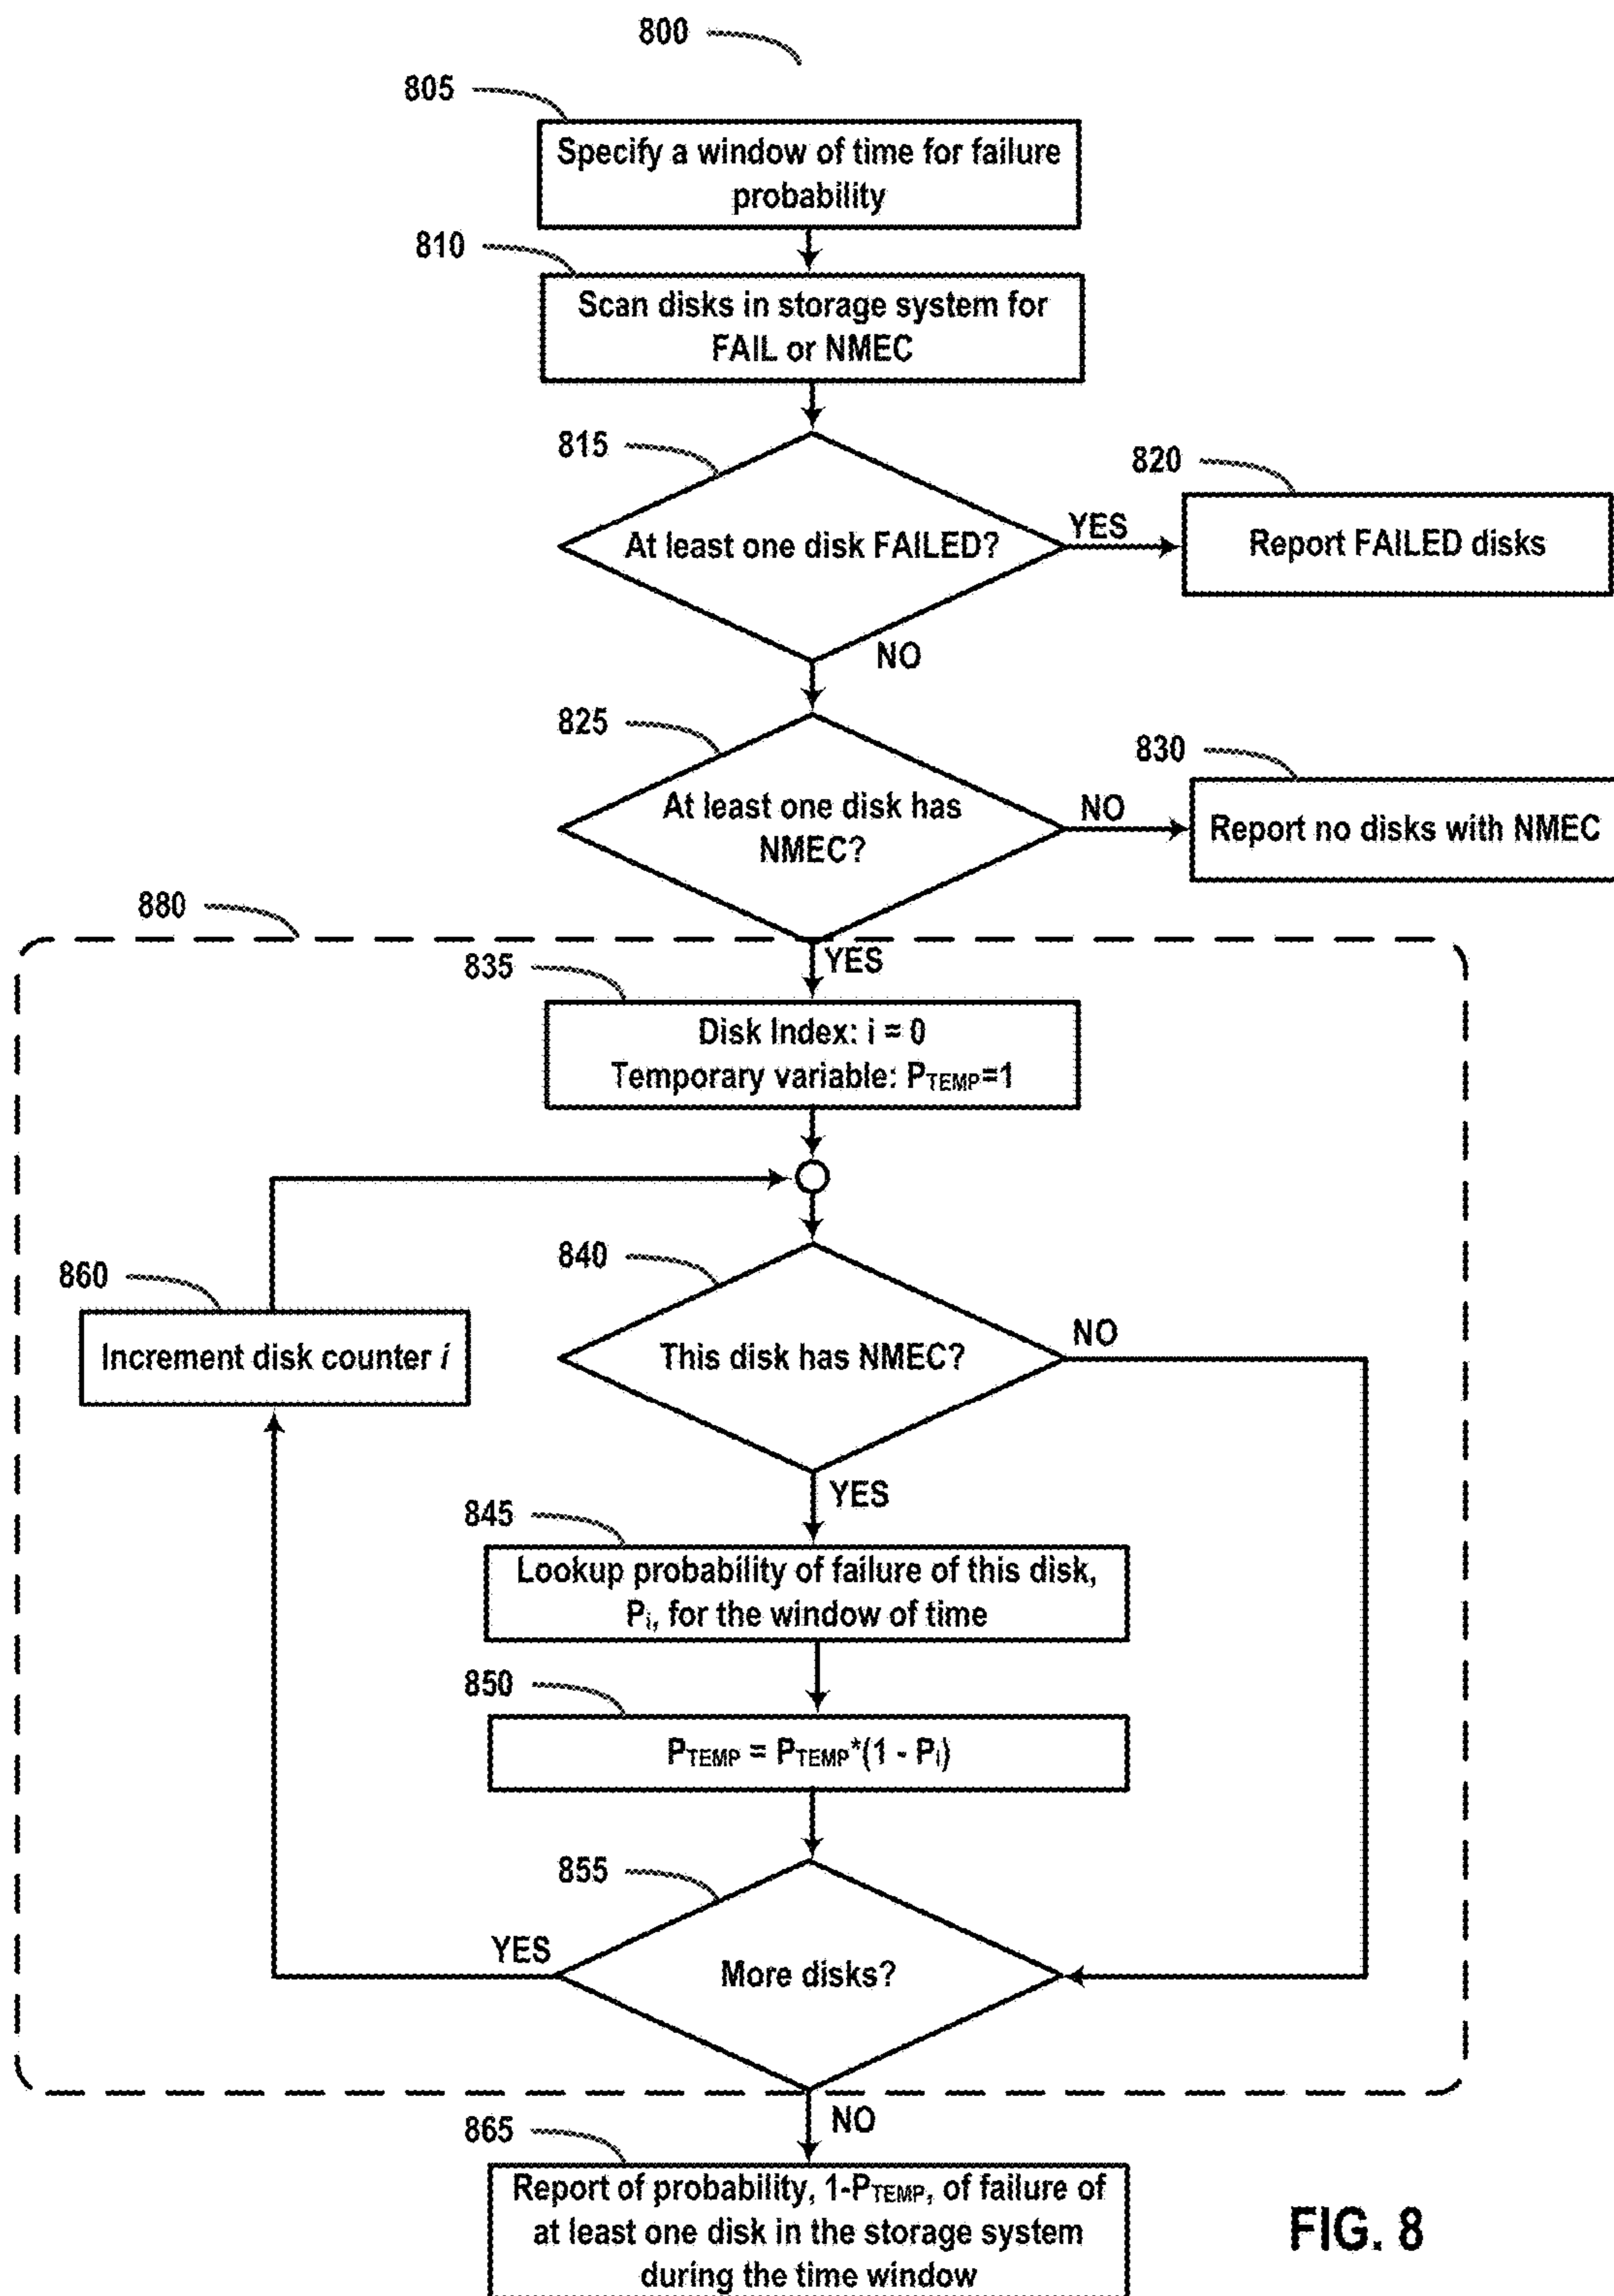 800
805
Specify a window of time for failure
probability
810
Scan disks in storage system for
FAIL or NMEC
815
At least one disk FAILED?
YES
820
Report FAILED disks
NO
825
At least one disk has
NMEC?
NO
830
Report no disks with NMEC
880
YES
835
Disk Index: i = 0
Temporary variable: PTEMP=1
860
Increment disk counter i
840
This disk has NMEC?
NO
YES
845
Lookup probability of failure of this disk,
Pi, for the window of time
850
PTEMP = PTEMP*(1 - Pi)
855
YES
More disks?
NO
865
Report of probability, 1-PTEMP, of failure of
at least one disk in the storage system
during the time window
FIG. 8